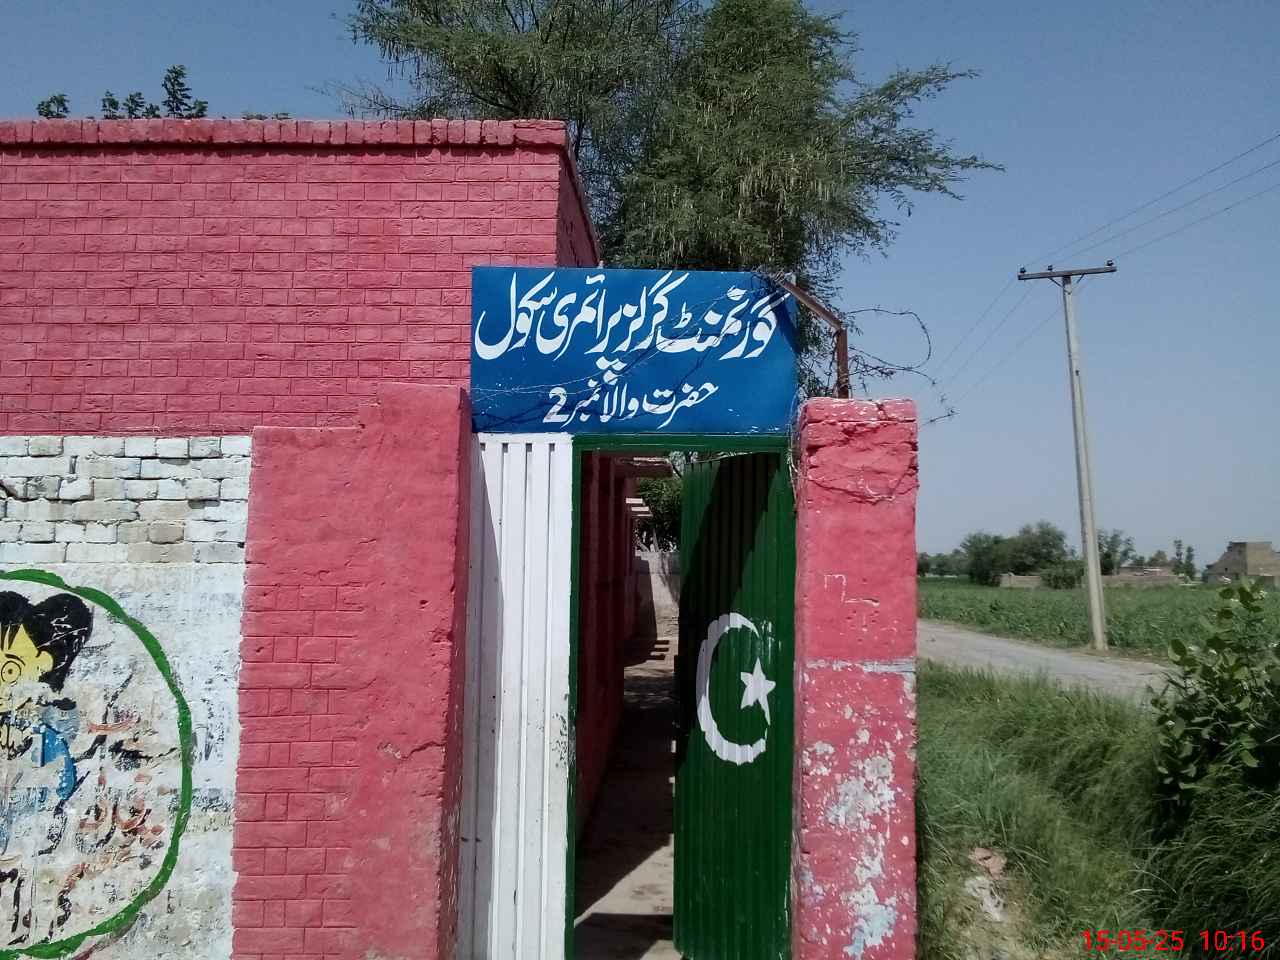 گورنمنٹ گرلز پرائمری سکول
حضرت والا نمبر 2
15-05-25 10:16